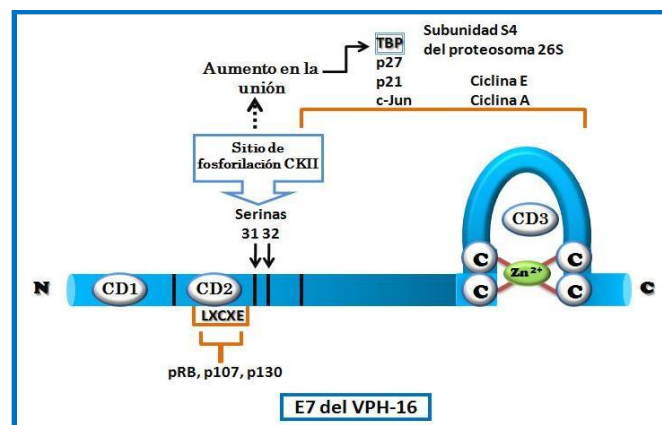 TBP
Subunidad S4
del proteosoma 26S
Aumento en la
unión
p27
p21
Ciclina E
c-Jun
Ciclina A
Sitio de
fosforilación CKII
Serinas
31 32
CD3
C
C
Zn²⁺
C
C
N
CD1
CD2
C
LXCXE
pRB, p107, p130
E7 del VPH-16